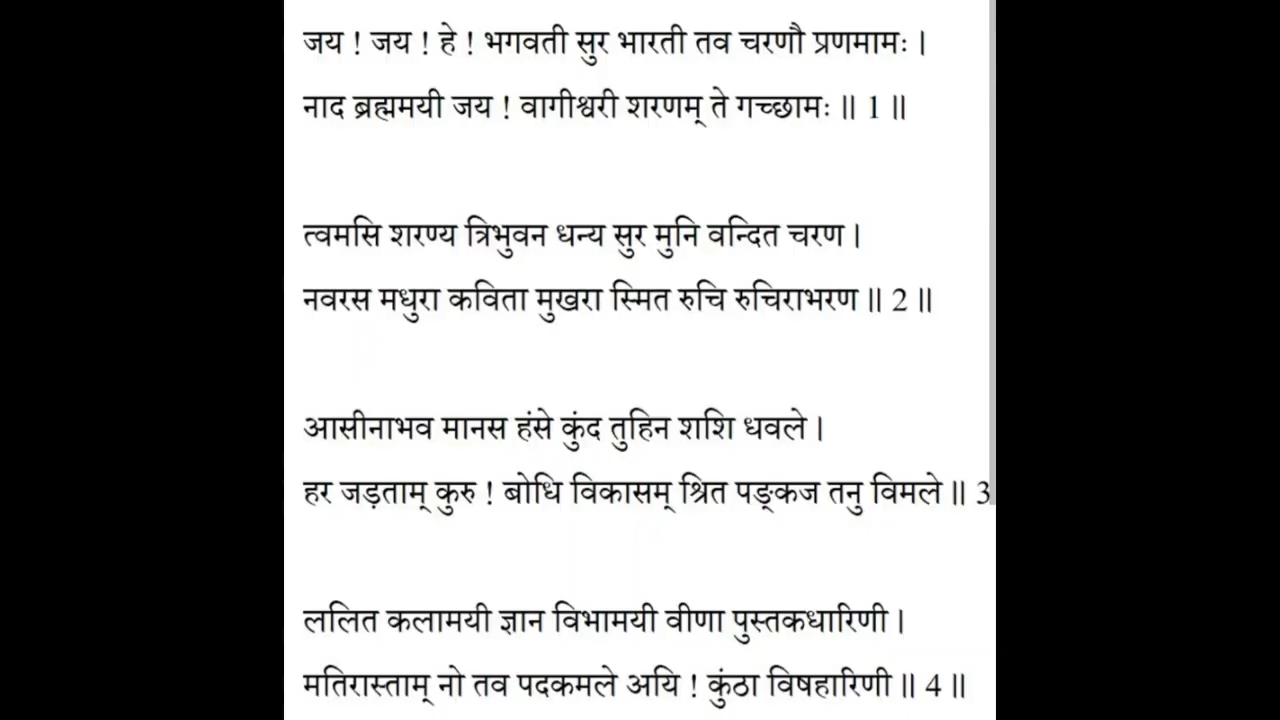 जय ! जय ! हे ! भगवती सुर भारती तव चरणौ प्रणमामः ।
नाद ब्रह्ममयी जय ! वागीश्वरी शरणम् ते गच्छामः ॥ 1 ॥
त्वमसि शरण्य त्रिभुवन धन्य सुर मुनि वन्दित चरण ।
नवरस मधुरा कविता मुखरा स्मित रुचि रुचिराभरण ॥ 2 ॥
आसीनाभव मानस हंसे कुंद तुहिन शशि धवले ।
हर जड़ताम् कुरु ! बोधि विकासम् श्रित पङ्कज तनु विमले ॥ 3
ललित कलामयी ज्ञान विभामयी वीणा पुस्तकधारिणी ।
मतिरास्ताम् नो तव पदकमले अयि ! कुंठा विषहारिणी ॥ 4 ॥